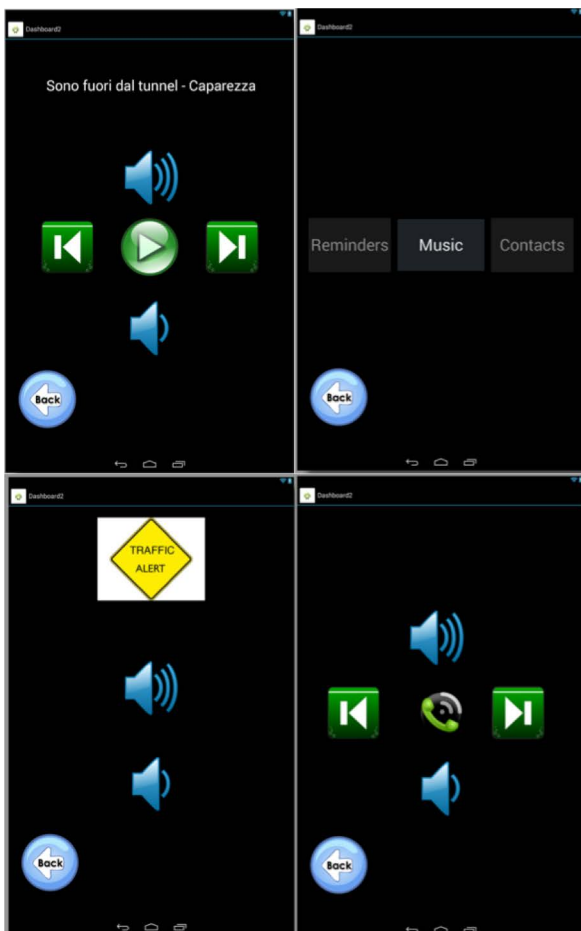 Dashboard2
Sono fuori dal tunnel - Caparezza
Back
Dashboard2
Reminders Music Contacts
Back
Dashboard2
TRAFFIC
ALERT
Back
Dashboard2
Back